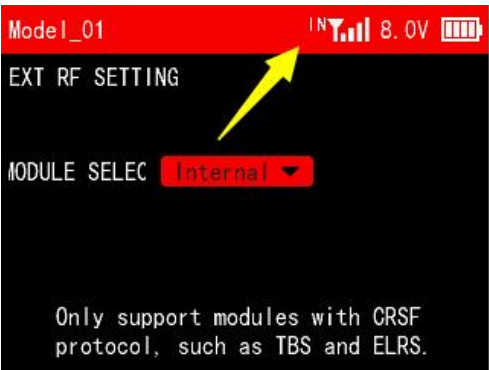 Model_01 IN 8.0V
EXT RF SETTING
MODULE SELEC Internal
Only support modules with CRSF
protocol, such as TBS and ELRS.